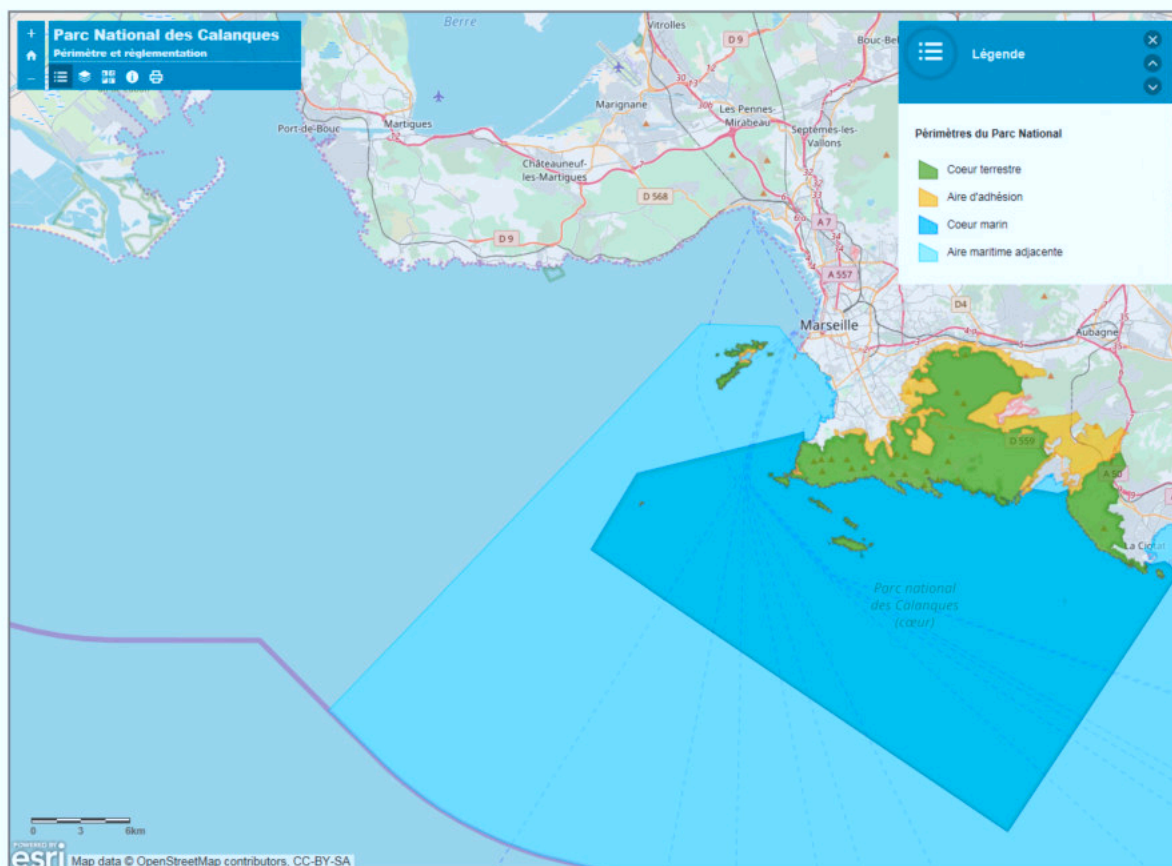 Berre
Vitrolles
D 9
Bouc-Bel
Parc National des Calanques
Périmètre et règlementation
Légende
Marignane
Les Pennes-
Mirabeau
Port-de-Bouc
Martigues
Septèmes-les-
Vallons
Châteauneuf-
les-Martigues
D 568
D 9
A 7
A 557
Périmètres du Parc National
Coeur terrestre
Aire d'adhésion
Coeur marin
Aire maritime adjacente
Marseille
D4
Aubagne
D 559
A 50
La Ciotat
Parc national
des Calanques
(cœur)
0 3 6km
POWERED BY
esri
Map data © OpenStreetMap contributors, CC-BY-SA